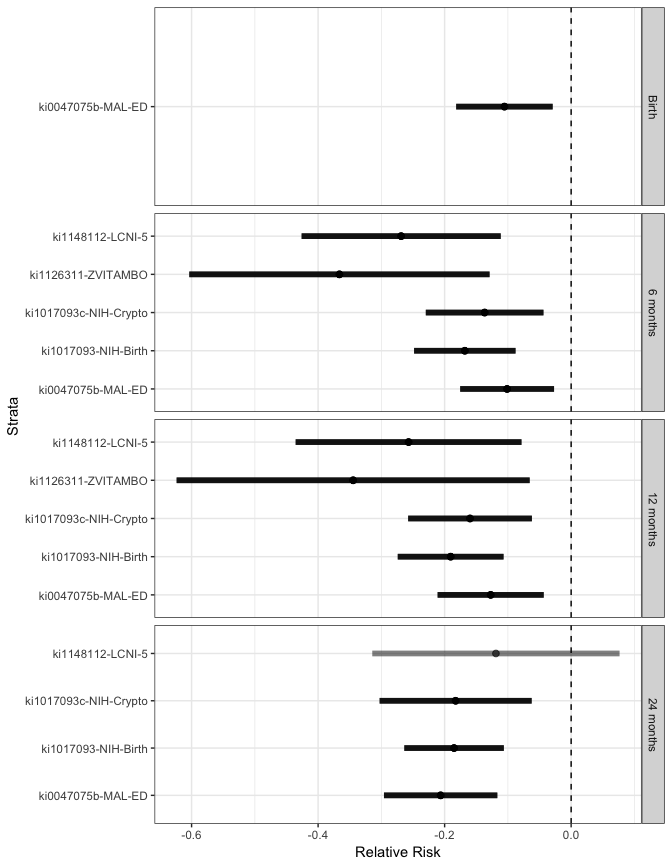 Strata
Birth
ki0047075b-MAL-ED
6 months
ki1148112-LCNI-5
ki1126311-ZVITAMBO
ki1017093c-NIH-Crypto
ki1017093-NIH-Birth
ki0047075b-MAL-ED
12 months
ki1148112-LCNI-5
ki1126311-ZVITAMBO
ki1017093c-NIH-Crypto
ki1017093-NIH-Birth
ki0047075b-MAL-ED
24 months
ki1148112-LCNI-5
ki1017093c-NIH-Crypto
ki1017093-NIH-Birth
ki0047075b-MAL-ED
-0.6 -0.4 -0.2 0.0
Relative Risk